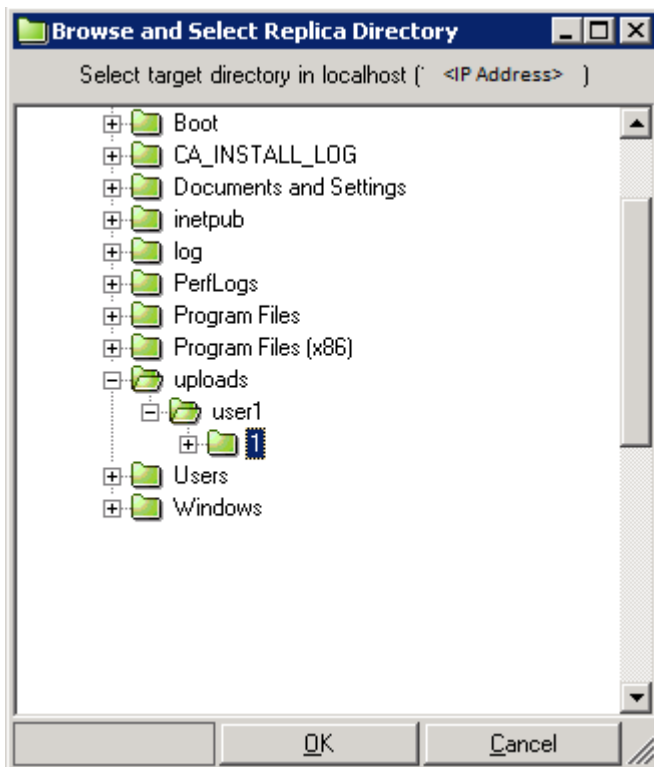 Browse and Select Replica Directory
Select target directory in localhost (' <IP Address> )
Boot
CA_INSTALL_LOG
Documents and Settings
inetpub
log
PerfLogs
Program Files
Program Files (x86)
uploads
user1
1
Users
Windows
OK Cancel